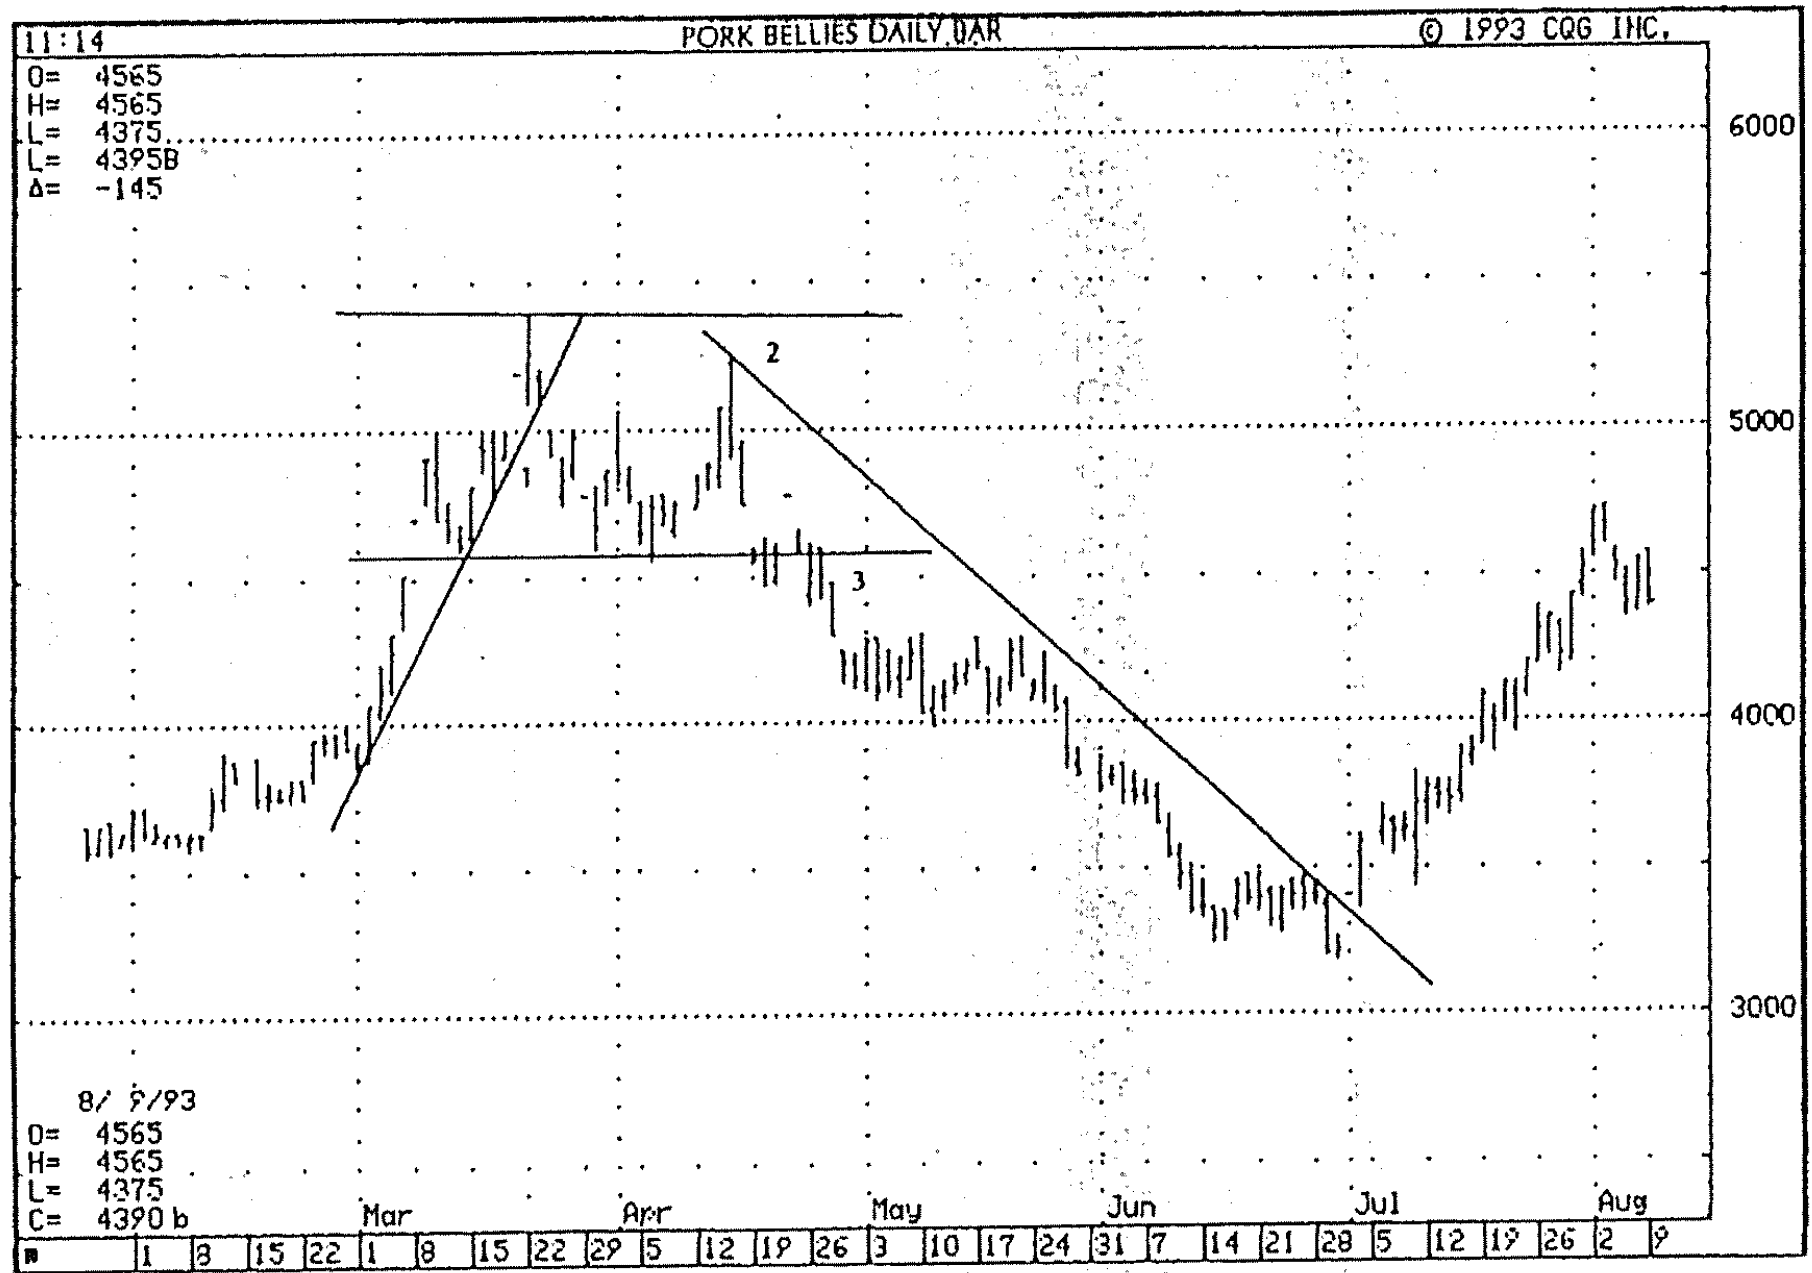 11:14 PORK BELLIES DAILY BAR © 1993 CQG INC.
O= 4565
H= 4565
L= 4375
L= 4395B
Δ= -145
6000
5000
4000
3000
1
2
3
8/ 9/93
O= 4565
H= 4565
L= 4375
C= 4390 b
Mar Apr May Jun Jul Aug
1 8 15 22 1 8 15 22 29 5 12 19 26 3 10 17 24 31 7 14 21 28 5 12 19 26 2 9